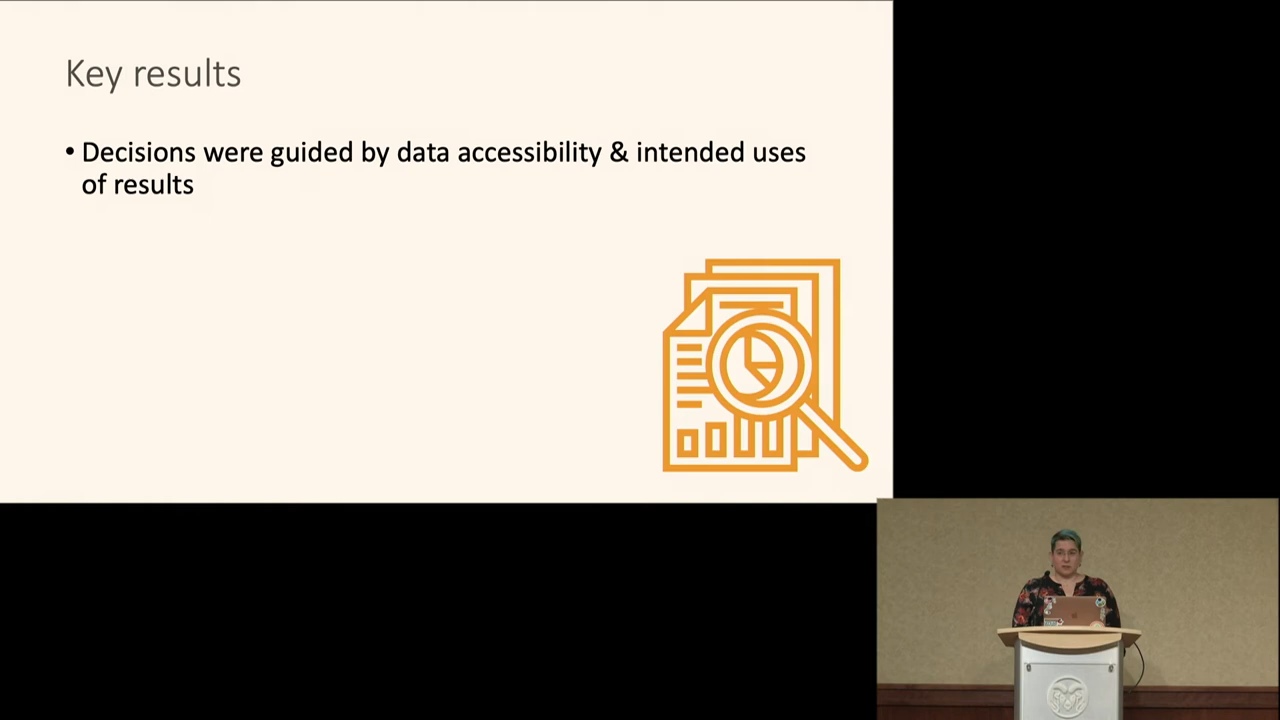 Key results
• Decisions were guided by data accessibility & intended uses
of results